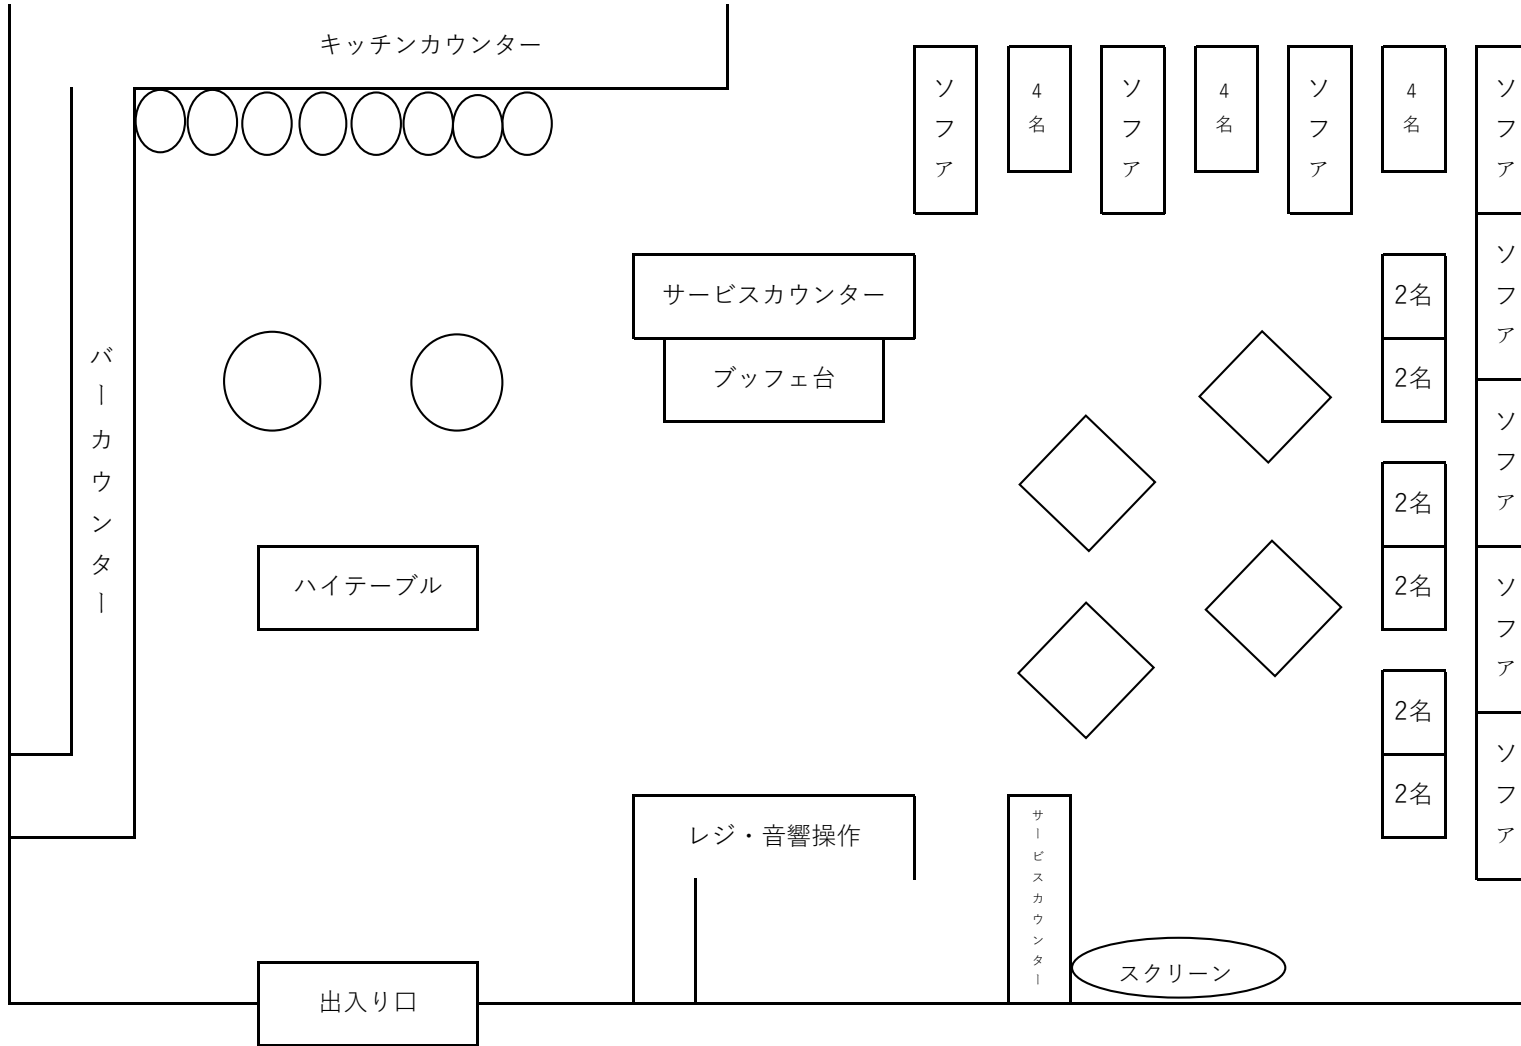 キッチンカウンター
ソファ
4名
ソファ
4名
ソファ
4名
ソファ
サービスカウンター
ブッフェ台
バーカウンター
ハイテーブル
2名
2名
ソファ
2名
2名
ソファ
2名
2名
ソファ
ソファ
レジ・音響操作
サービスカウンター
スクリーン
出入り口